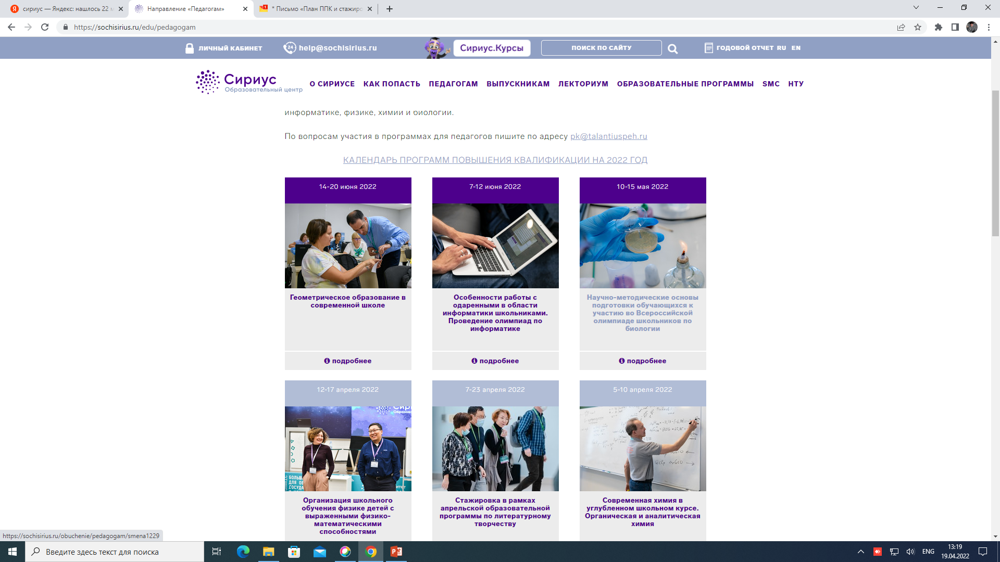 сириус — Яндекс: нашлось 22 м
Направление «Педагогам»
* Письмо «План ППК и стажиро
https://sochisirius.ru/edu/pedagogam
ЛИЧНЫЙ КАБИНЕТ
24
help@sochisirius.ru
Сириус.Курсы
ПОИСК ПО САЙТУ
ГОДОВОЙ ОТЧЕТ RU EN
Сириус
Образовательный центр
О СИРИУСЕ КАК ПОПАСТЬ ПЕДАГОГАМ ВЫПУСКНИКАМ ЛЕКТОРИУМ ОБРАЗОВАТЕЛЬНЫЕ ПРОГРАММЫ SMC НТУ
информатике, физике, химии и биологии.
По вопросам участия в программах для педагогов пишите по адресу pk@talantiuspeh.ru
КАЛЕНДАРЬ ПРОГРАММ ПОВЫШЕНИЯ КВАЛИФИКАЦИИ НА 2022 ГОД
14-20 июня 2022
Геометрическое образование в
современной школе
подробнее
7-12 июня 2022
Особенности работы с
одаренными в области
информатики школьниками.
Проведение олимпиад по
информатике
подробнее
10-15 мая 2022
Научно-методические основы
подготовки обучающихся к
участию во Всероссийской
олимпиаде школьников по
биологии
подробнее
12-17 апреля 2022
Организация школьного
обучения физике детей с
выраженными физико-
математическими
способностями
7-23 апреля 2022
Стажировка в рамках
апрельской образовательной
программы по литературному
творчеству
5-10 апреля 2022
Современная химия в
углубленном школьном курсе.
Органическая и аналитическая
химия
https://sochisirius.ru/obuchenie/pedagogam/smena1229
Введите здесь текст для поиска
ENG
13:19
19.04.2022